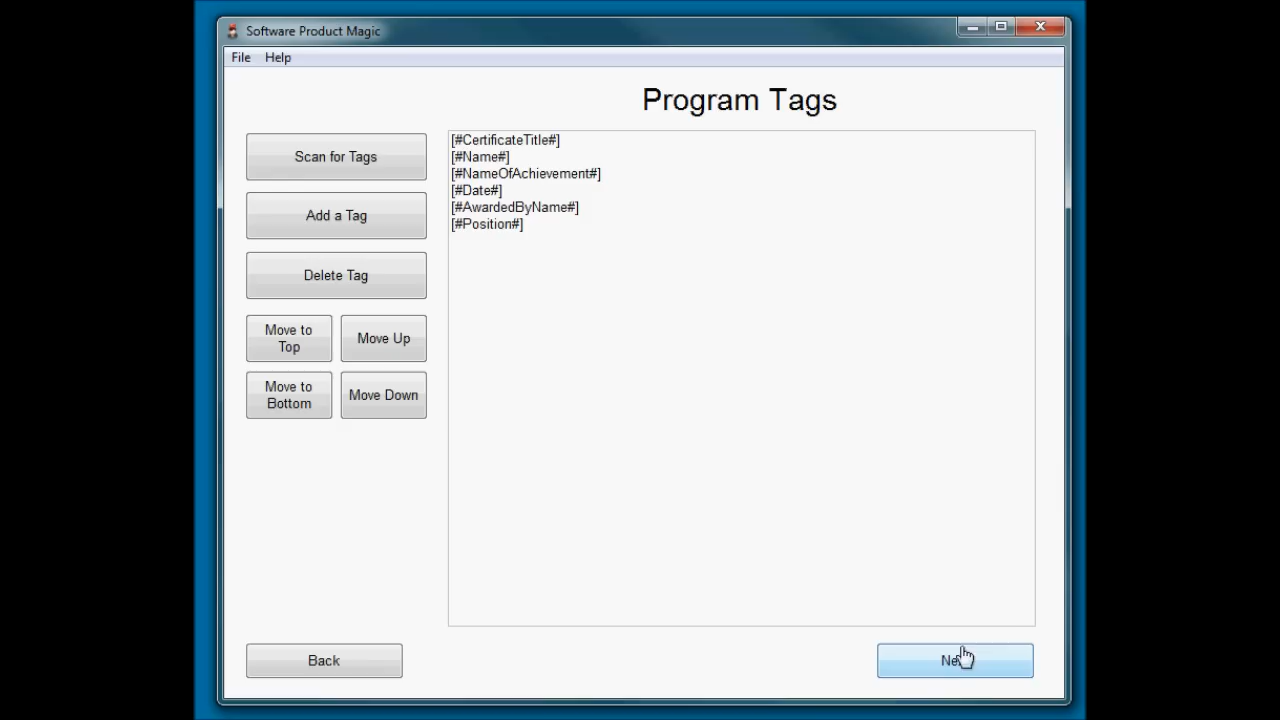 Software Product Magic
File Help
Program Tags
Scan for Tags
Add a Tag
Delete Tag
Move to
Top
Move Up
Move to
Bottom
Move Down
[#CertificateTitle#]
[#Name#]
[#NameOfAchievement#]
[#Date#]
[#AwardedByName#]
[#Position#]
Back